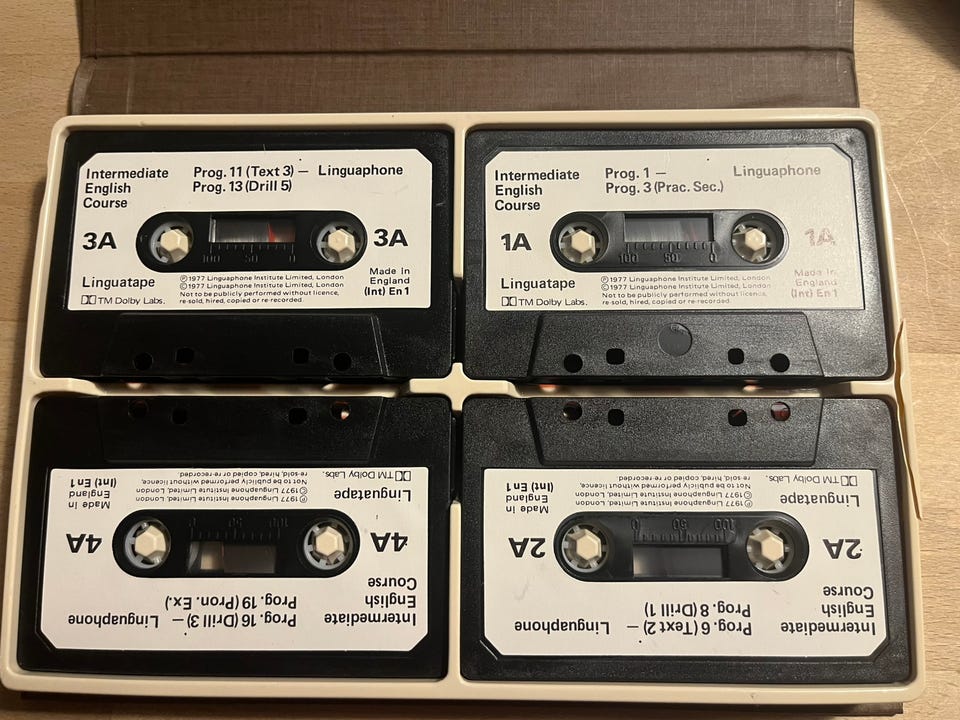 Intermediate English Course
Prog. 11 (Text 3) —
Prog. 13 (Drill 5)
Linguaphone
3A
3A
100 50 0
Linguatape
TM Dolby Labs.
Ⓟ1977 Linguaphone Institute Limited, London
©1977 Linguaphone Institute Limited, London
Not to be publicly performed without licence,
re-sold, hired, copied or re-recorded.
Made in
England
(Int) En 1
Intermediate English Course
Prog. 1 —
Prog. 3 (Prac. Sec.)
Linguaphone
1A
1A
100 50 0
Linguatape
TM Dolby Labs.
Ⓟ1977 Linguaphone Institute Limited, London
©1977 Linguaphone Institute Limited, London
Not to be publicly performed without licence,
re-sold, hired, copied or re-recorded
Made in
England
(Int) En 1
Intermediate English Course
Prog. 16 (Drill 3) —
Prog. 19 (Pron. Ex.)
Linguaphone
4A
4A
100 50 0
Linguatape
TM Dolby Labs.
Ⓟ1977 Linguaphone Institute Limited, London
©1977 Linguaphone Institute Limited, London
Not to be publicly performed without licence,
re-sold, hired, copied or re-recorded.
Made in
England
(Int) En 1
Intermediate English Course
Prog. 6 (Text 2) —
Prog. 8 (Drill 1)
Linguaphone
2A
2A
100 50 0
Linguatape
TM Dolby Labs.
Ⓟ1977 Linguaphone Institute Limited, London
©1977 Linguaphone Institute Limited, London
Not to be publicly performed without licence,
re-sold, hired, copied or re-recorded.
Made in
England
(Int) En 1